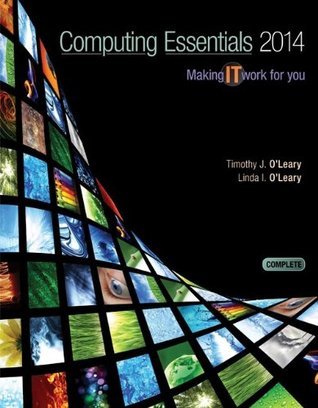 Computing Essentials 2014
Making IT work for you
Timothy J. O'Leary
Linda I. O'Leary
COMPLETE